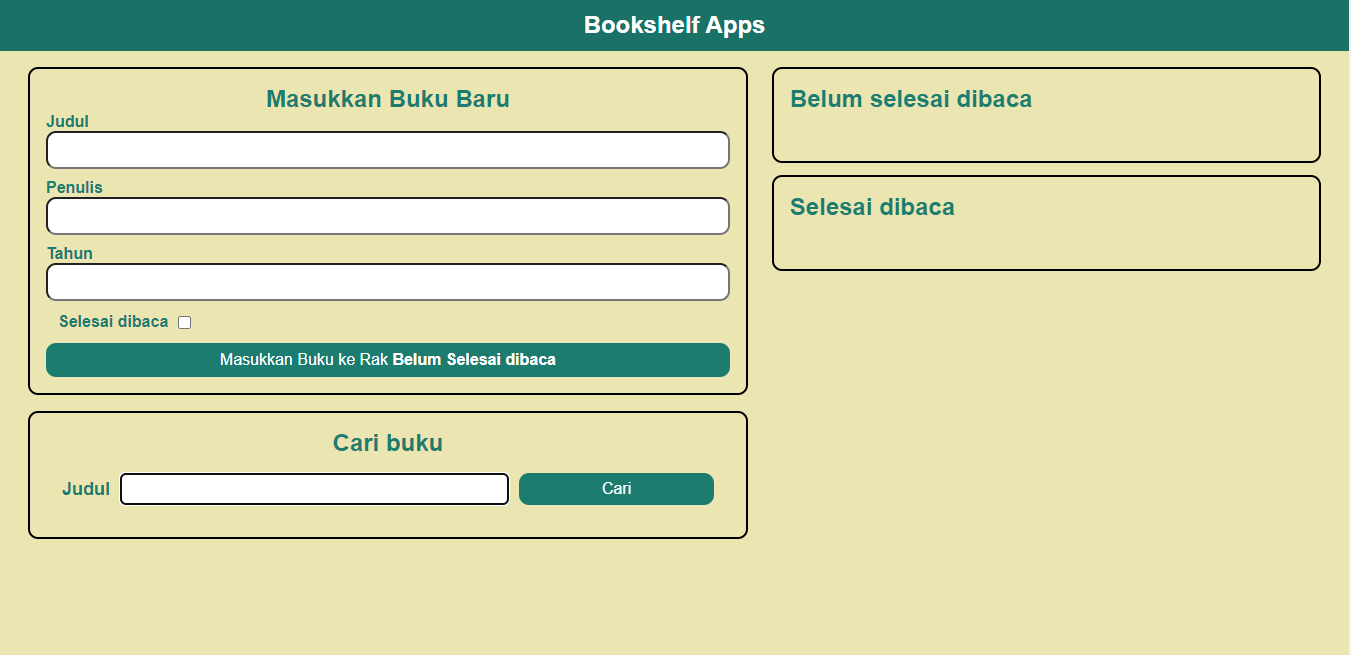 Bookshelf Apps
Masukkan Buku Baru
Judul
Penulis
Tahun
Selesai dibaca
Masukkan Buku ke Rak Belum Selesai dibaca
Cari buku
Judul
Cari
Belum selesai dibaca
Selesai dibaca